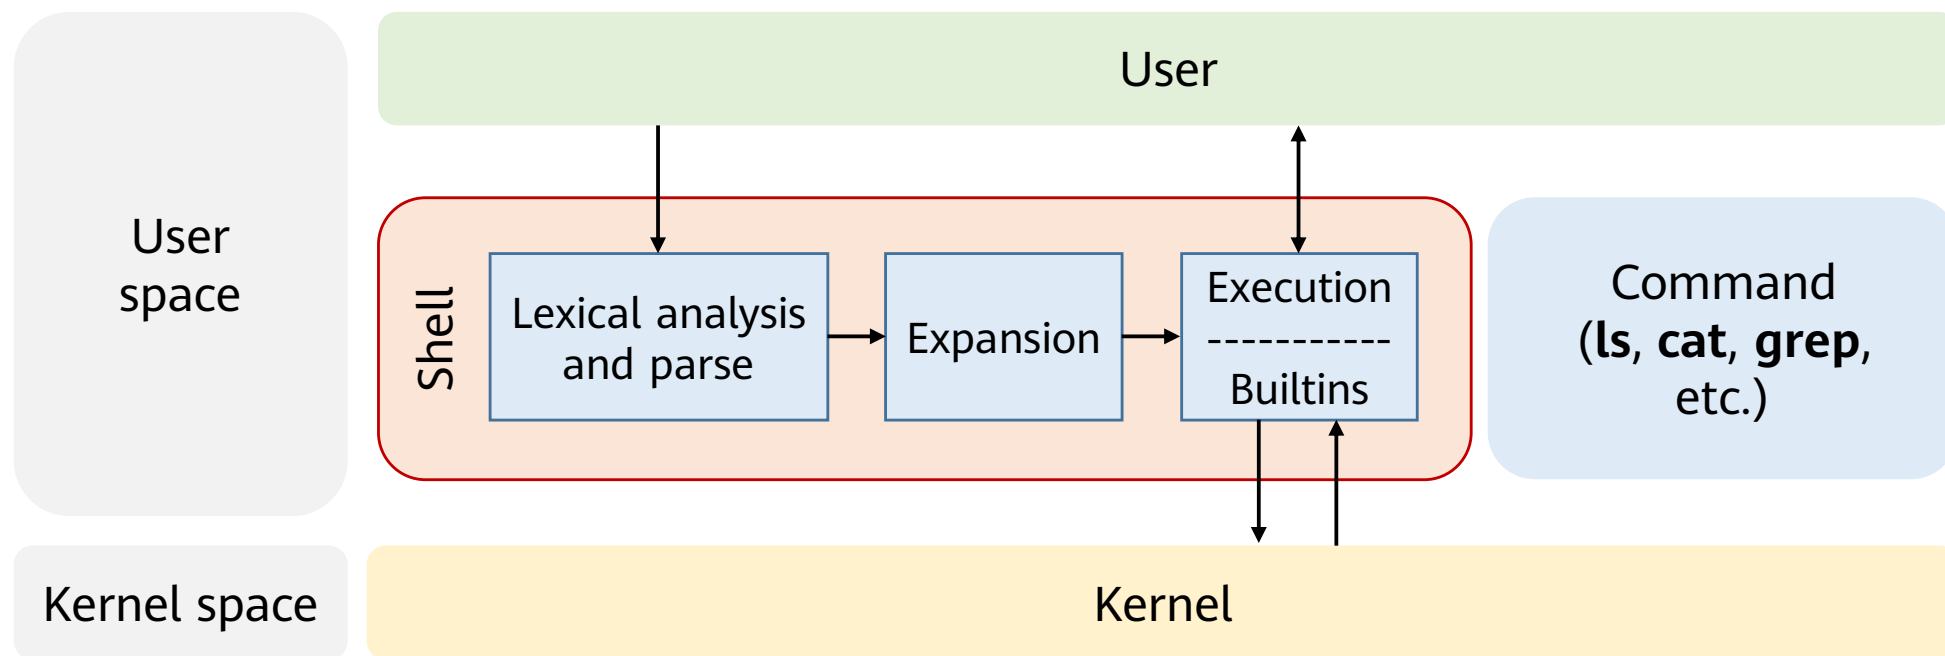 User
User
space
Shell
Lexical analysis
and parse
Expansion
Execution
Builtins
Command
(ls, cat, grep,
etc.)
Kernel space
Kernel